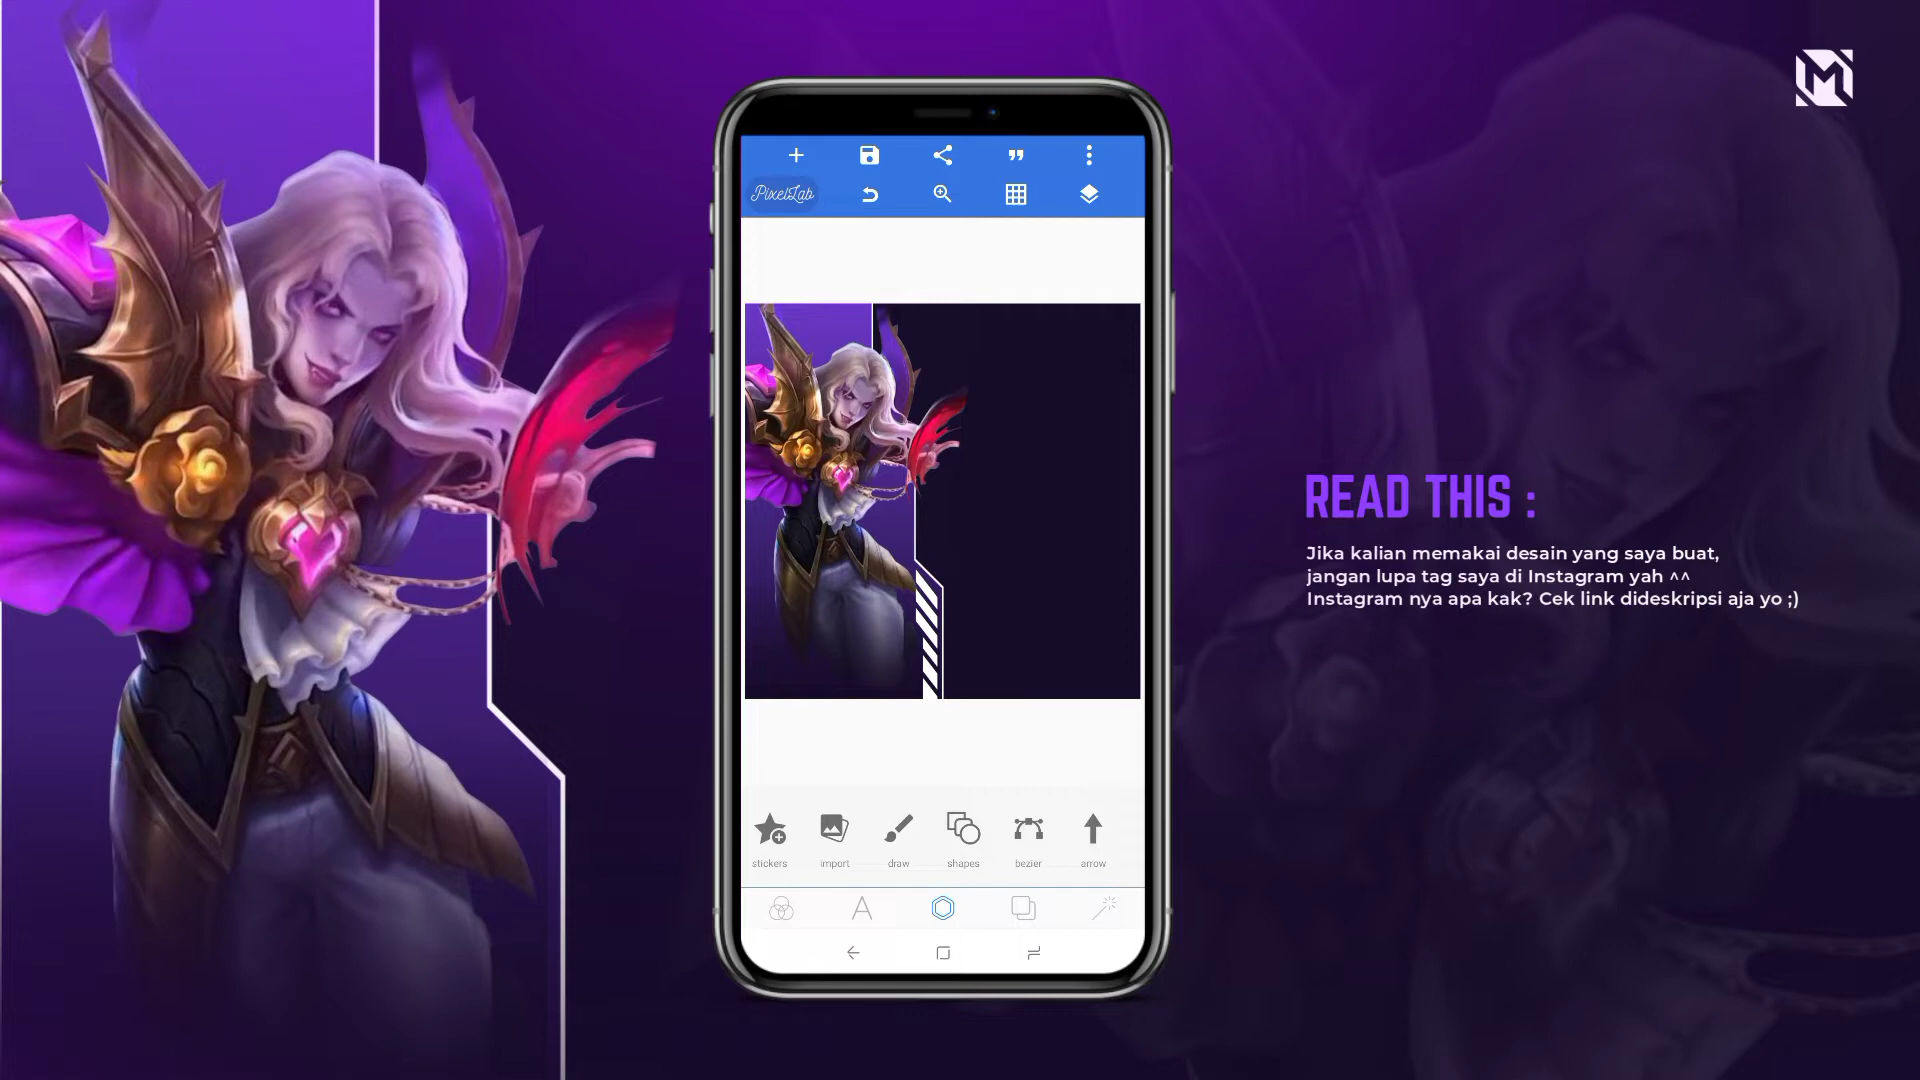 PixelLab
READ THIS :
Jika kalian memakai desain yang saya buat,
jangan lupa tag saya di Instagram yah ^^
Instagram nya apa kak? Cek link dideskripsi aja yo ;)
stickers import draw shapes bezier arrow